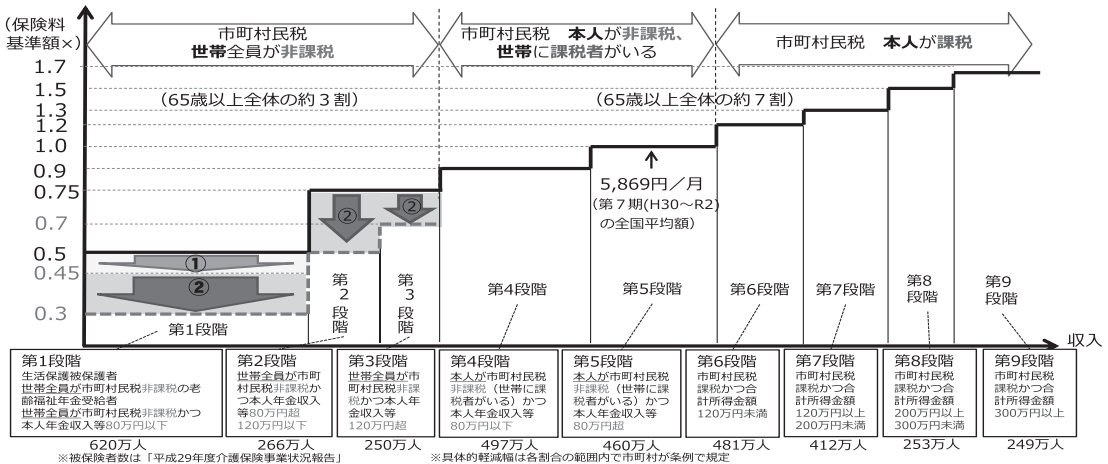 (保険料
基準額×)
市町村民税
世帯全員が非課税
市町村民税 本人が非課税、
世帯に課税者がいる
市町村民税 本人が課税
(65歳以上全体の約3割)
(65歳以上全体の約7割)
1.7
1.5
1.3
1.2
1.0
0.9
0.75
0.7
0.5
0.45
0.3
①
②
②
②
5,869円/月
(第7期(H30~R2)
の全国平均額)
第1段階
第2段階
第3段階
第4段階
第5段階
第6段階
第7段階
第8
段階
第9
段階
収入
第1段階
生活保護被保護者
世帯全員が市町村民税非課税の老
齢福祉年金受給者
世帯全員が市町村民税非課税かつ
本人年金収入等80万円以下
第2段階
世帯全員が市町
村民税非課税か
つ本人年金収入
等80万円超
120万円以下
第3段階
世帯全員が市
町村民税非課
税かつ本人年
金収入等
120万円超
第4段階
本人が市町村民税
非課税(世帯に課
税者がいる)かつ
本人年金収入等
80万円以下
第5段階
本人が市町村民税
非課税(世帯に課
税者がいる)かつ
本人年金収入等
80万円超
第6段階
市町村民税
課税かつ合
計所得金額
120万円未満
第7段階
市町村民税
課税かつ合
計所得金額
120万円以上
200万円未満
第8段階
市町村民税
課税かつ合
計所得金額
200万円以上
300万円未満
第9段階
市町村民税
課税かつ合
計所得金額
300万円以上
620万人
266万人
250万人
497万人
460万人
481万人
412万人
253万人
249万人
※被保険者数は「平成29年度介護保険事業状況報告」
※具体的軽減幅は各割合の範囲内で市町村が条例で規定